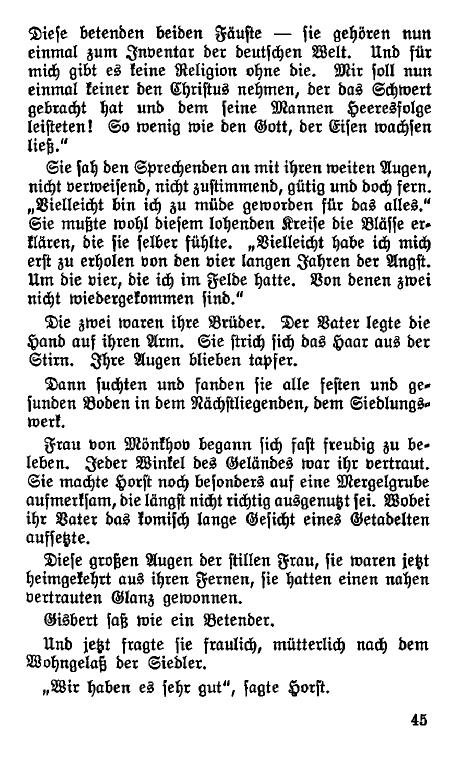 Diese betenden beiden Fäuste — sie gehören nun
einmal zum Inventar der deutschen Welt. Und für
mich gibt es keine Religion ohne die. Mir soll nun
einmal keiner den Christus nehmen, der das Schwert
gebracht hat und dem seine Mannen Heeresfolge
leisteten! So wenig wie den Gott, der Eisen wachsen
ließ.“
Sie sah den Sprechenden an mit ihren weiten Augen,
nicht verweisend, nicht zustimmend, gütig und doch fern.
„Vielleicht bin ich zu müde geworden für das alles.“
Sie mußte wohl diesem lohenden Kreise die Blässe er-
klären, die sie selber fühlte. „Vielleicht habe ich mich
erst zu erholen von den vier langen Jahren der Angst.
Um die vier, die ich im Felde hatte. Von denen zwei
nicht wiedergekommen sind.“
Die zwei waren ihre Brüder. Der Vater legte die
Hand auf ihren Arm. Sie strich sich das Haar aus der
Stirn. Ihre Augen blieben tapfer.
Dann suchten und fanden sie alle festen und ge-
sunden Boden in dem Nächstliegenden, dem Siedlungs-
werk.
Frau von Mönkhov begann sich fast freudig zu be-
leben. Jeder Winkel des Geländes war ihr vertraut.
Sie machte Horst noch besonders auf eine Mergelgrube
aufmerksam, die längst nicht richtig ausgenutzt sei. Wobei
ihr Vater das komisch lange Gesicht eines Getadelten
aufsetzte.
Diese großen Augen der stillen Frau, sie waren jetzt
heimgekehrt aus ihren Fernen, sie hatten einen nahen
vertrauten Glanz gewonnen.
Gisbert saß wie ein Betender.
Und jetzt fragte sie fraulich, mütterlich nach dem
Wohngelaß der Siedler.
„Wir haben es sehr gut“, sagte Horst.
45